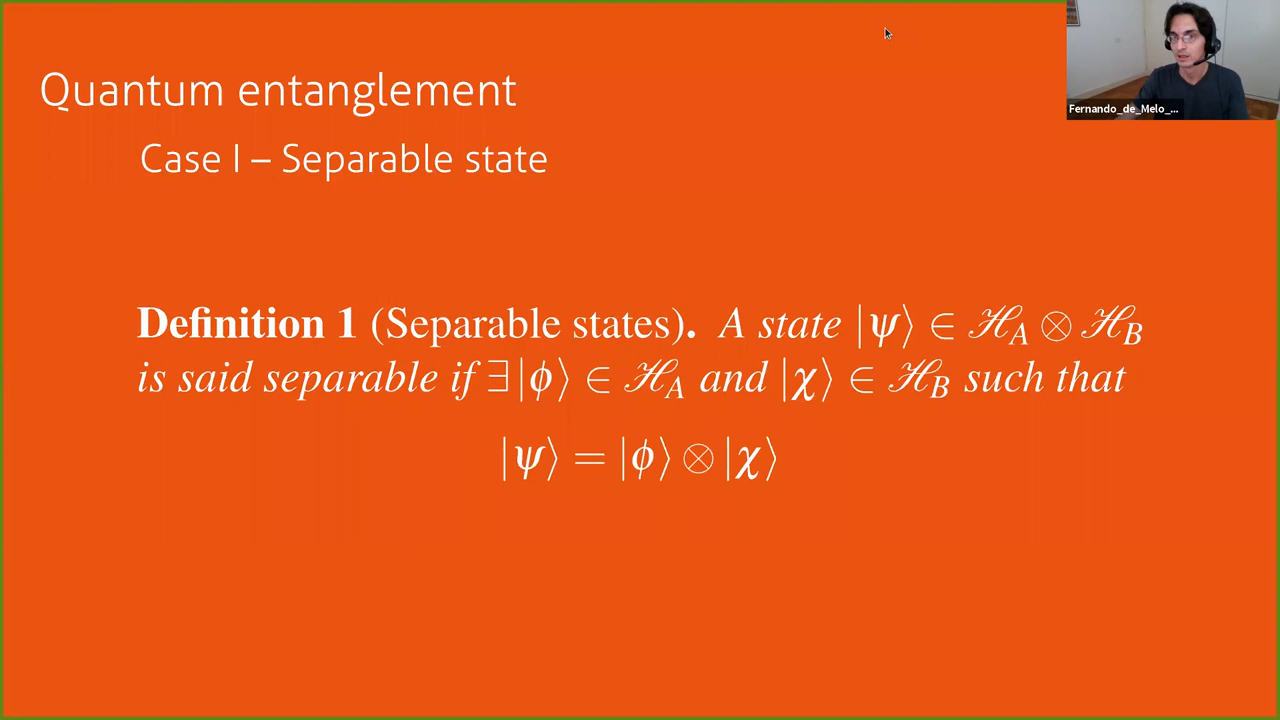 Quantum entanglement
Case I – Separable state
Definition 1 (Separable states). A state |ψ⟩ ∈ ℋ_A ⊗ ℋ_B
is said separable if ∃|ϕ⟩ ∈ ℋ_A and |χ⟩ ∈ ℋ_B such that
|ψ⟩ = |ϕ⟩ ⊗ |χ⟩
Fernando_de_Melo_...